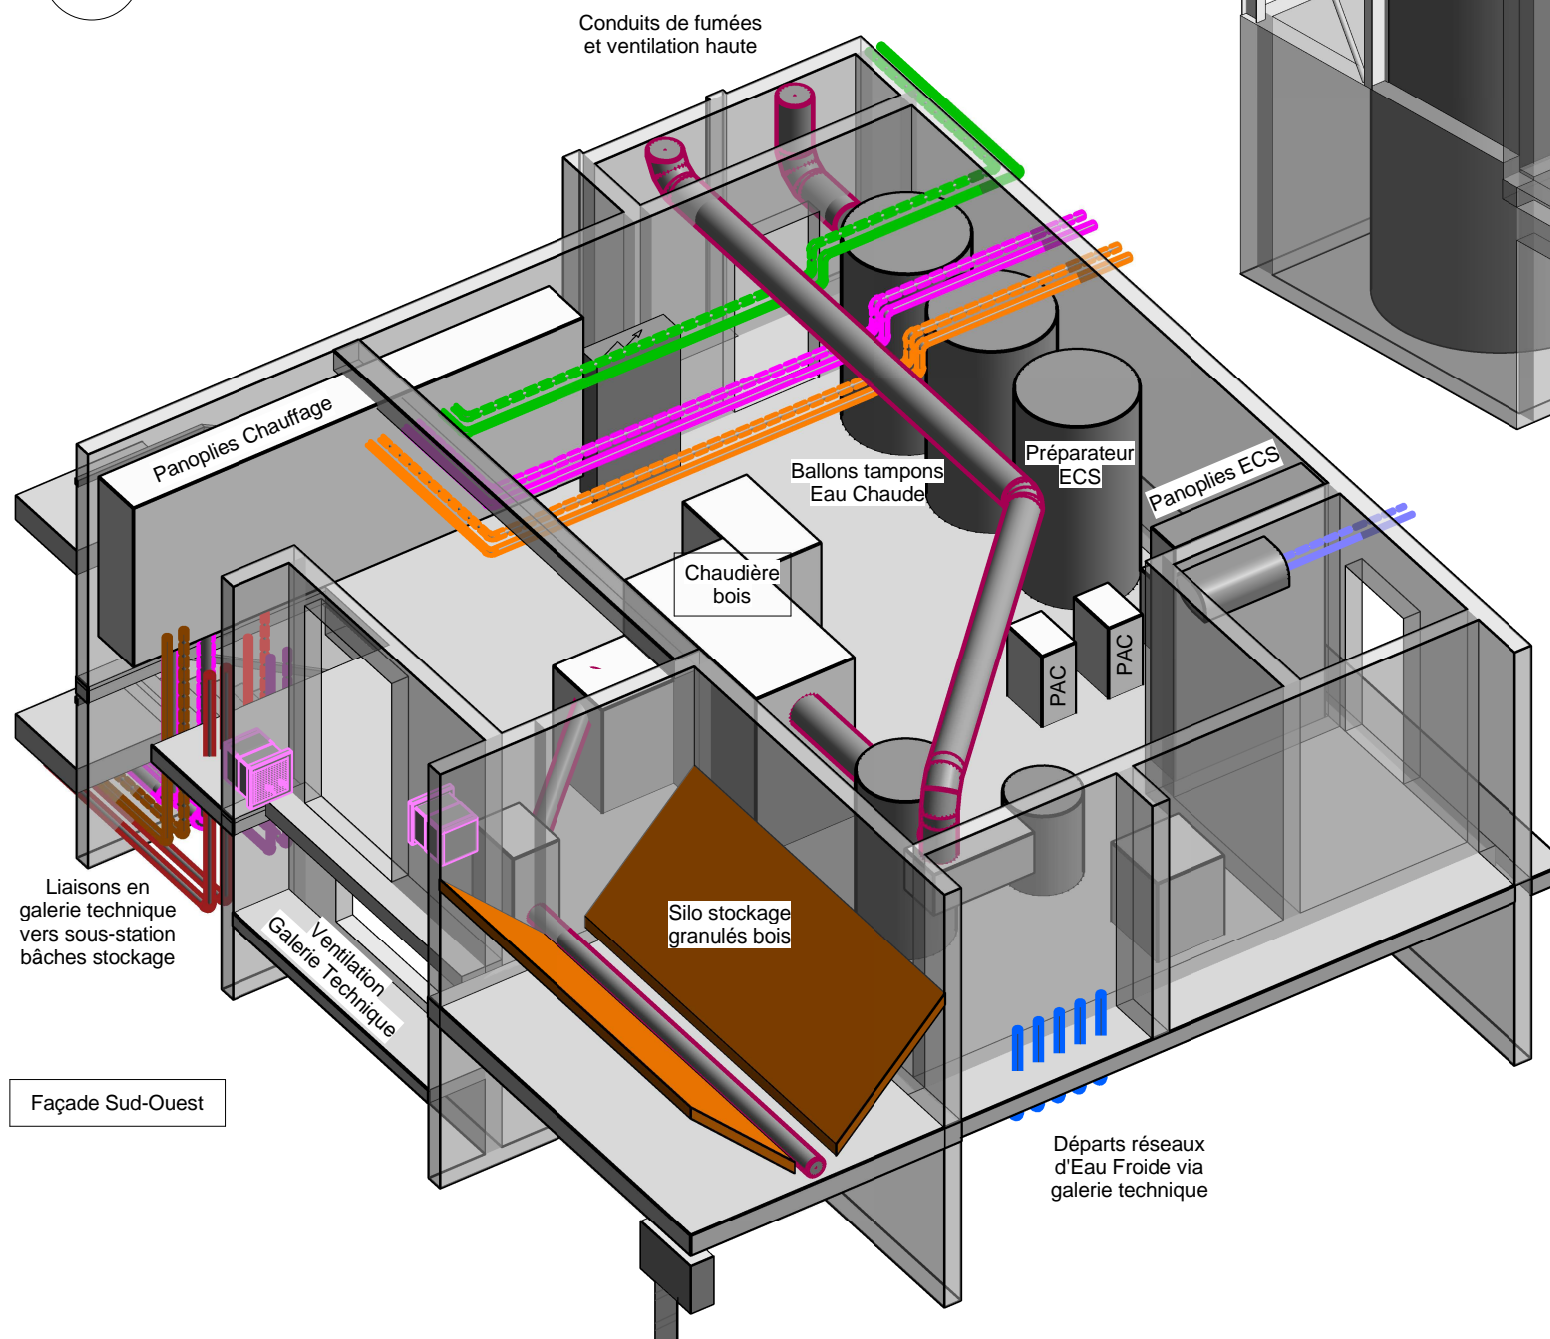 Conduits de fumées
et ventilation haute
Panoplies Chauffage
Ballons tampons
Eau Chaude
Préparateur
ECS
Panoplies ECS
Chaudière
bois
PAC
PAC
Liaisons en
galerie technique
vers sous-station
bâches stockage
Ventilation
Galerie Technique
Silo stockage
granulés bois
Façade Sud-Ouest
Départs réseaux
d'Eau Froide via
galerie technique